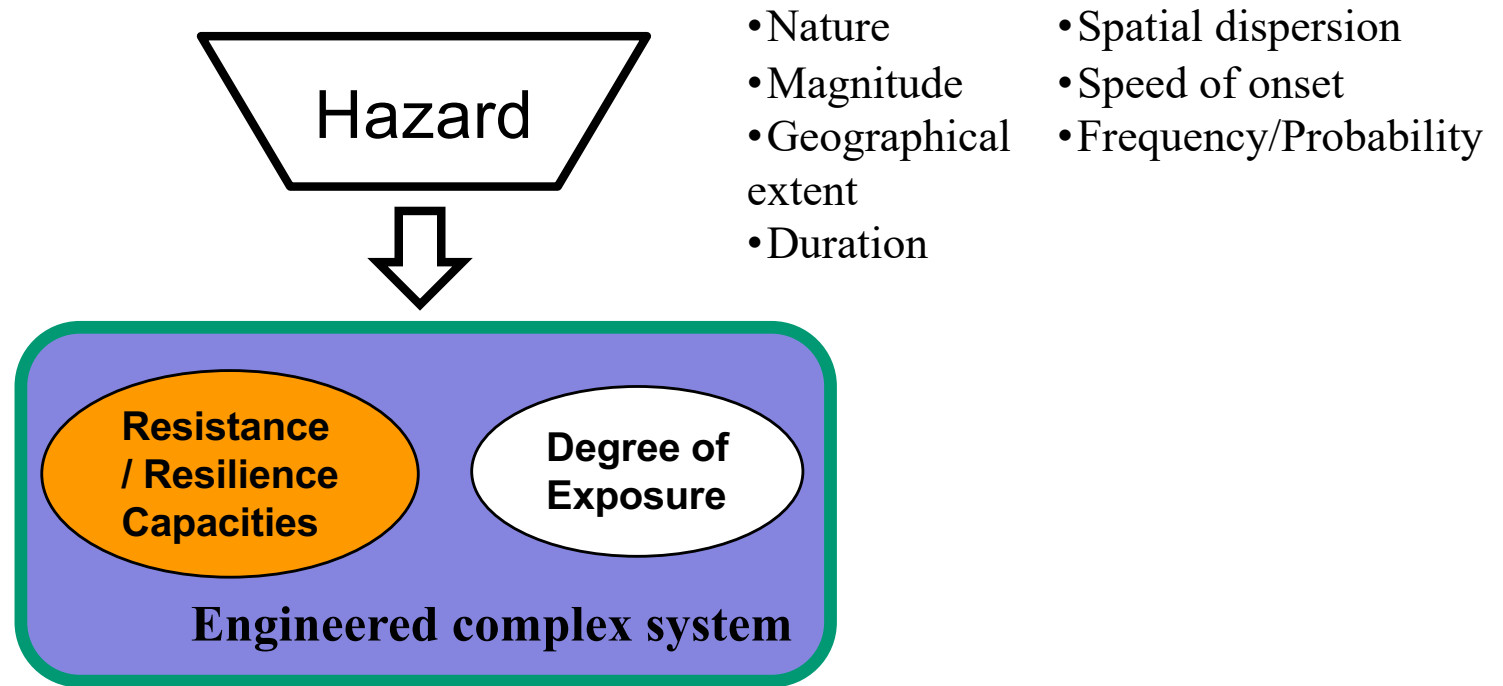 Hazard
•Nature
•Magnitude
•Geographical
extent
•Duration
•Spatial dispersion
•Speed of onset
•Frequency/Probability
Resistance
/ Resilience
Capacities
Degree of
Exposure
Engineered complex system